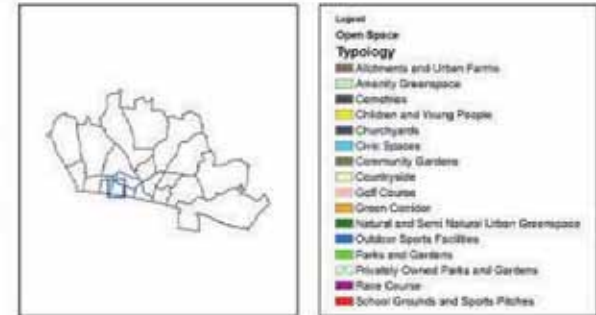 Legend
Open Space
Typology
Allotments and Urban Farms
Amenity Greenspace
Cemetries
Children and Young People
Churchyards
Civic Spaces
Community Gardens
Countryside
Golf Course
Green Corridor
Natural and Semi Natural Urban Greenspace
Outdoor Sports Facilities
Parks and Gardens
Privately Owned Parks and Gardens
Race Course
School Grounds and Sports Pitches